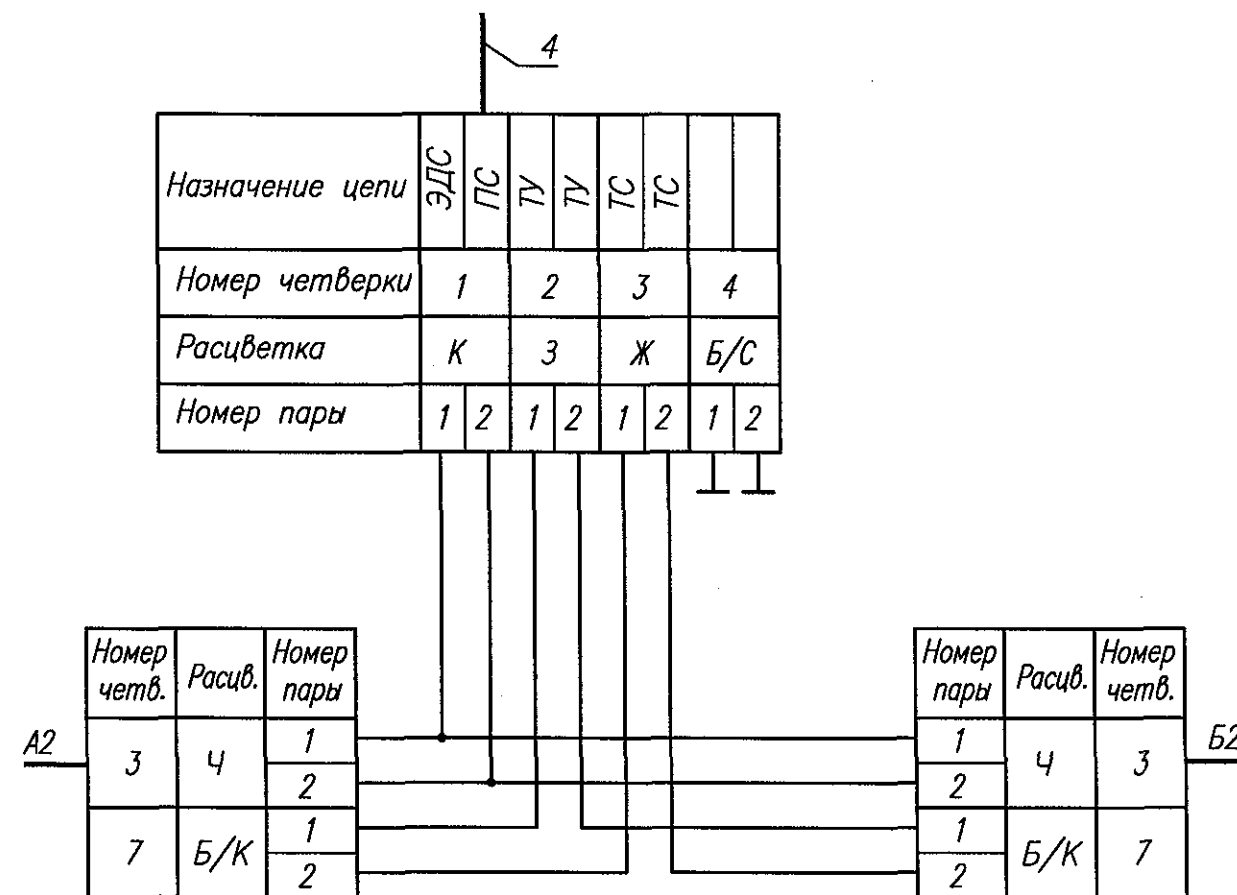 4
Назначение цепи ЭДС ПС ТУ ТУ ТС ТС
Номер четверки 1 2 3 4
Расцветка К З Ж Б/С
Номер пары 1 2 1 2 1 2 1 2
Номер четв. Расцв. Номер пары
А2 3 Ч 1 2
7 Б/К 1 2
Номер пары Расцв. Номер четв.
1 2 Ч 3 Б2
1 2 Б/К 7